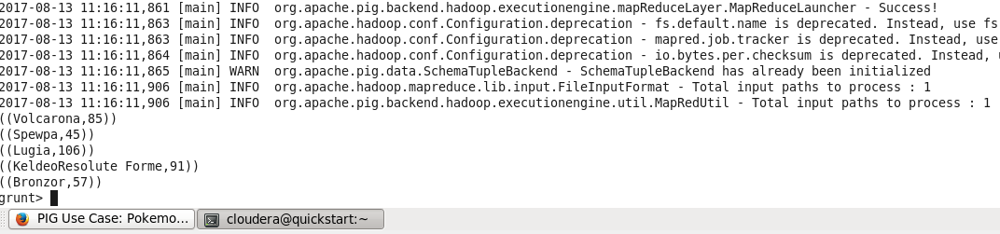 2017-08-13 11:16:11,861 [main] INFO  org.apache.pig.backend.hadoop.executionengine.mapReduceLayer.MapReduceLauncher - Success!
2017-08-13 11:16:11,863 [main] INFO  org.apache.hadoop.conf.Configuration.deprecation - fs.default.name is deprecated. Instead, use fs
2017-08-13 11:16:11,863 [main] INFO  org.apache.hadoop.conf.Configuration.deprecation - mapred.job.tracker is deprecated. Instead, use
2017-08-13 11:16:11,864 [main] INFO  org.apache.hadoop.conf.Configuration.deprecation - io.bytes.per.checksum is deprecated. Instead,
2017-08-13 11:16:11,865 [main] WARN  org.apache.pig.data.SchemaTupleBackend - SchemaTupleBackend has already been initialized
2017-08-13 11:16:11,906 [main] INFO  org.apache.hadoop.mapreduce.lib.input.FileInputFormat - Total input paths to process : 1
2017-08-13 11:16:11,906 [main] INFO  org.apache.pig.backend.hadoop.executionengine.util.MapRedUtil - Total input paths to process : 1
((Volcarona,85))
((Spewpa,45))
((Lugia,106))
((KeldeoResolute Forme,91))
((Bronzor,57))
grunt>
PIG Use Case: Pokemo... cloudera@quickstart:~